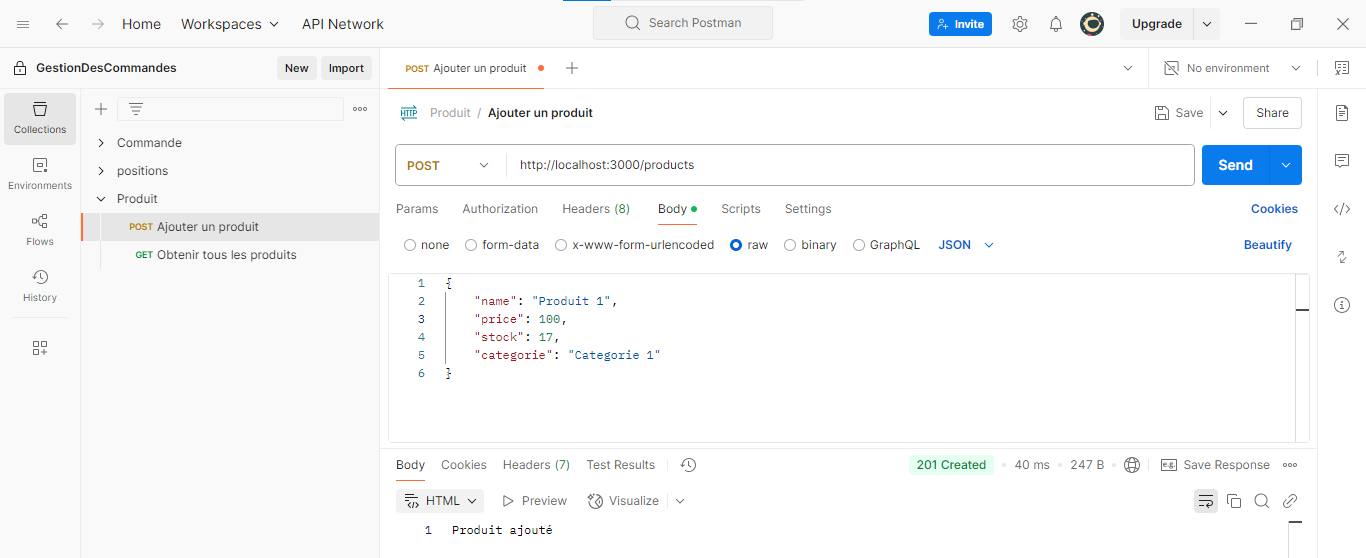 Home Workspaces API Network Search Postman Invite Upgrade
GestionDesCommandes New Import POST Ajouter un produit No environment
Collections
Environments
Flows
History
Commande
positions
Produit
POST Ajouter un produit
GET Obtenir tous les produits
HTTP Produit / Ajouter un produit Save Share
POST http://localhost:3000/products Send
Params Authorization Headers (8) Body Scripts Settings Cookies
none form-data x-www-form-urlencoded raw binary GraphQL JSON Beautify
1 {
2 "name": "Produit 1",
3 "price": 100,
4 "stock": 17,
5 "categorie": "Categorie 1"
6 }
Body Cookies Headers (7) Test Results 201 Created 40 ms 247 B e.g. Save Response
HTML Preview Visualize
1 Produit ajouté